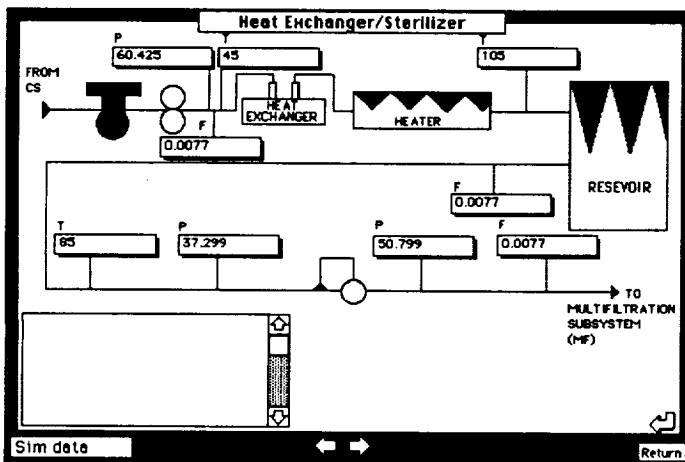 Heat Exchanger/Sterilizer
P
60.425
T
45
T
105
FROM
CS
HEAT
EXCHANGER
HEATER
F
0.0077
RESEVOIR
F
0.0077
T
85
P
37.299
P
50.799
F
0.0077
TO
MULTIFILTRATION
SUBSYSTEM
(MF)
Sim data
Return